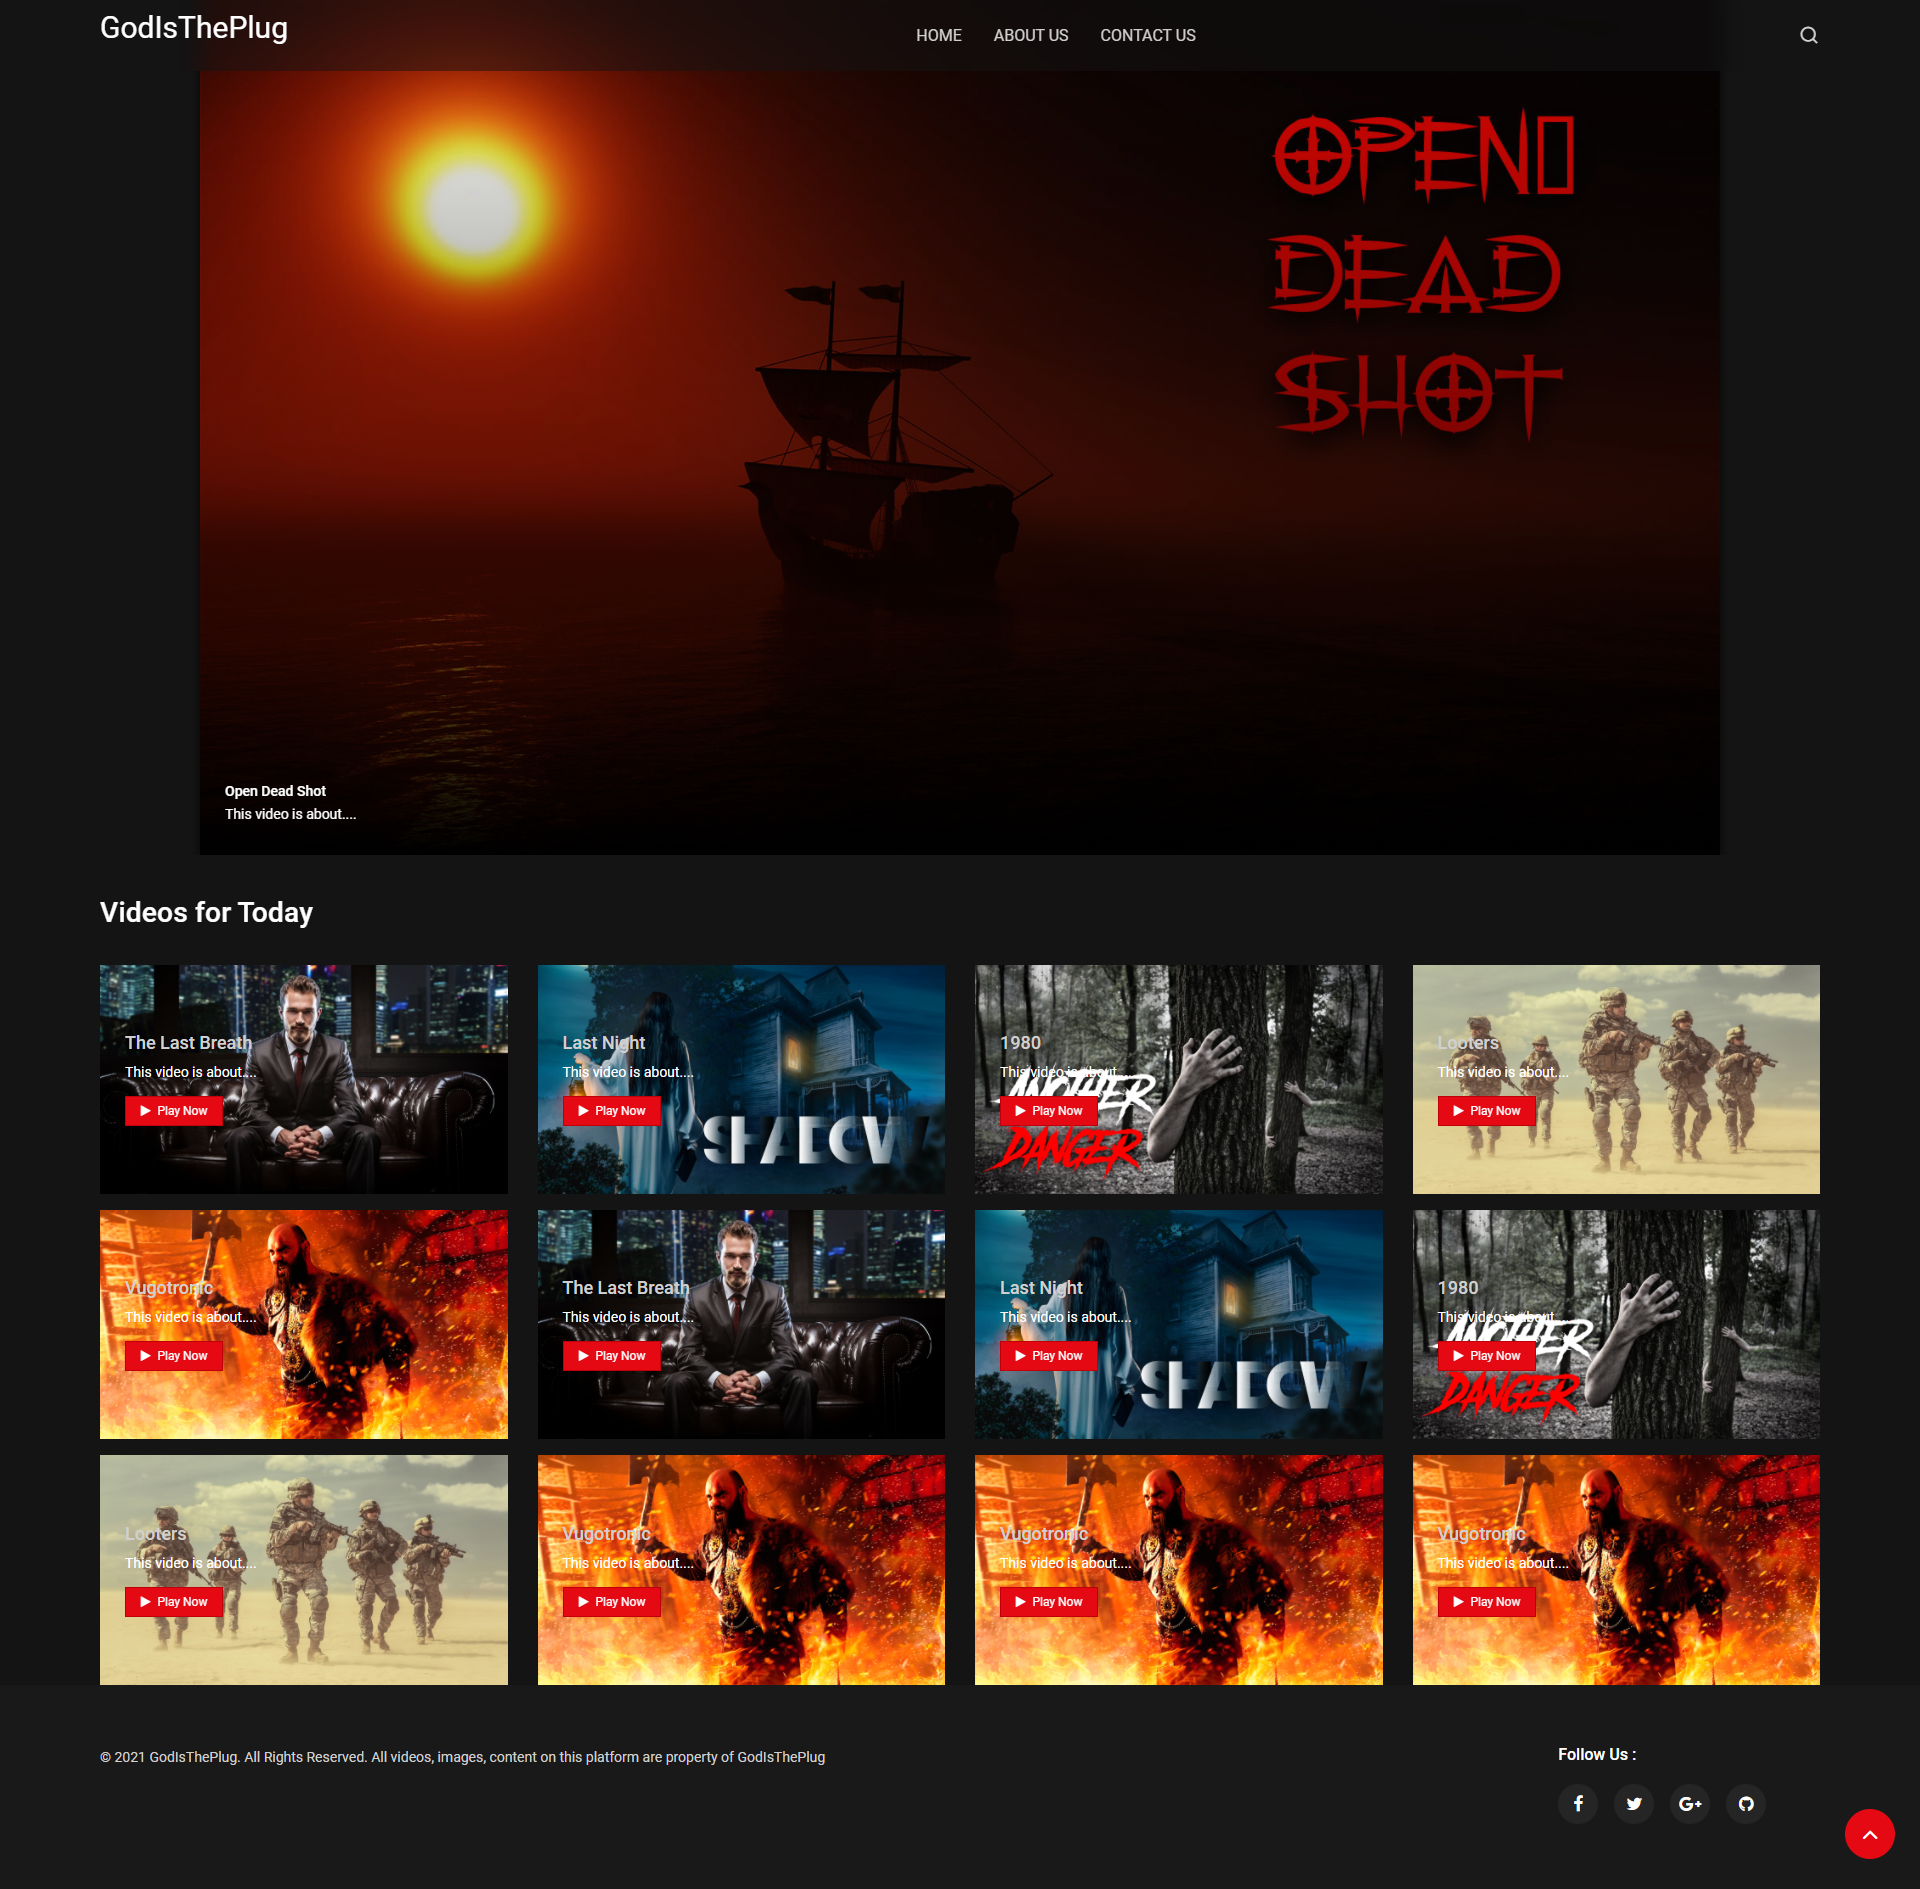 GodIsThePlug
HOME ABOUT US CONTACT US
OPEN
DEAD
SHOT
Open Dead Shot
This video is about....
Videos for Today
The Last Breath
This video is about....
Play Now
Last Night
This video is about....
Play Now
SHADOW
1980
This video is about....
ANOTHER
Play Now
DANGER
Looters
This video is about....
Play Now
Vugotronic
This video is about....
Play Now
The Last Breath
This video is about....
Play Now
Last Night
This video is about....
Play Now
SHADOW
1980
This video is about....
ANOTHER
Play Now
DANGER
Looters
This video is about....
Play Now
Vugotronic
This video is about....
Play Now
Vugotronic
This video is about....
Play Now
Vugotronic
This video is about....
Play Now
© 2021 GodIsThePlug. All Rights Reserved. All videos, images, content on this platform are property of GodIsThePlug
Follow Us :